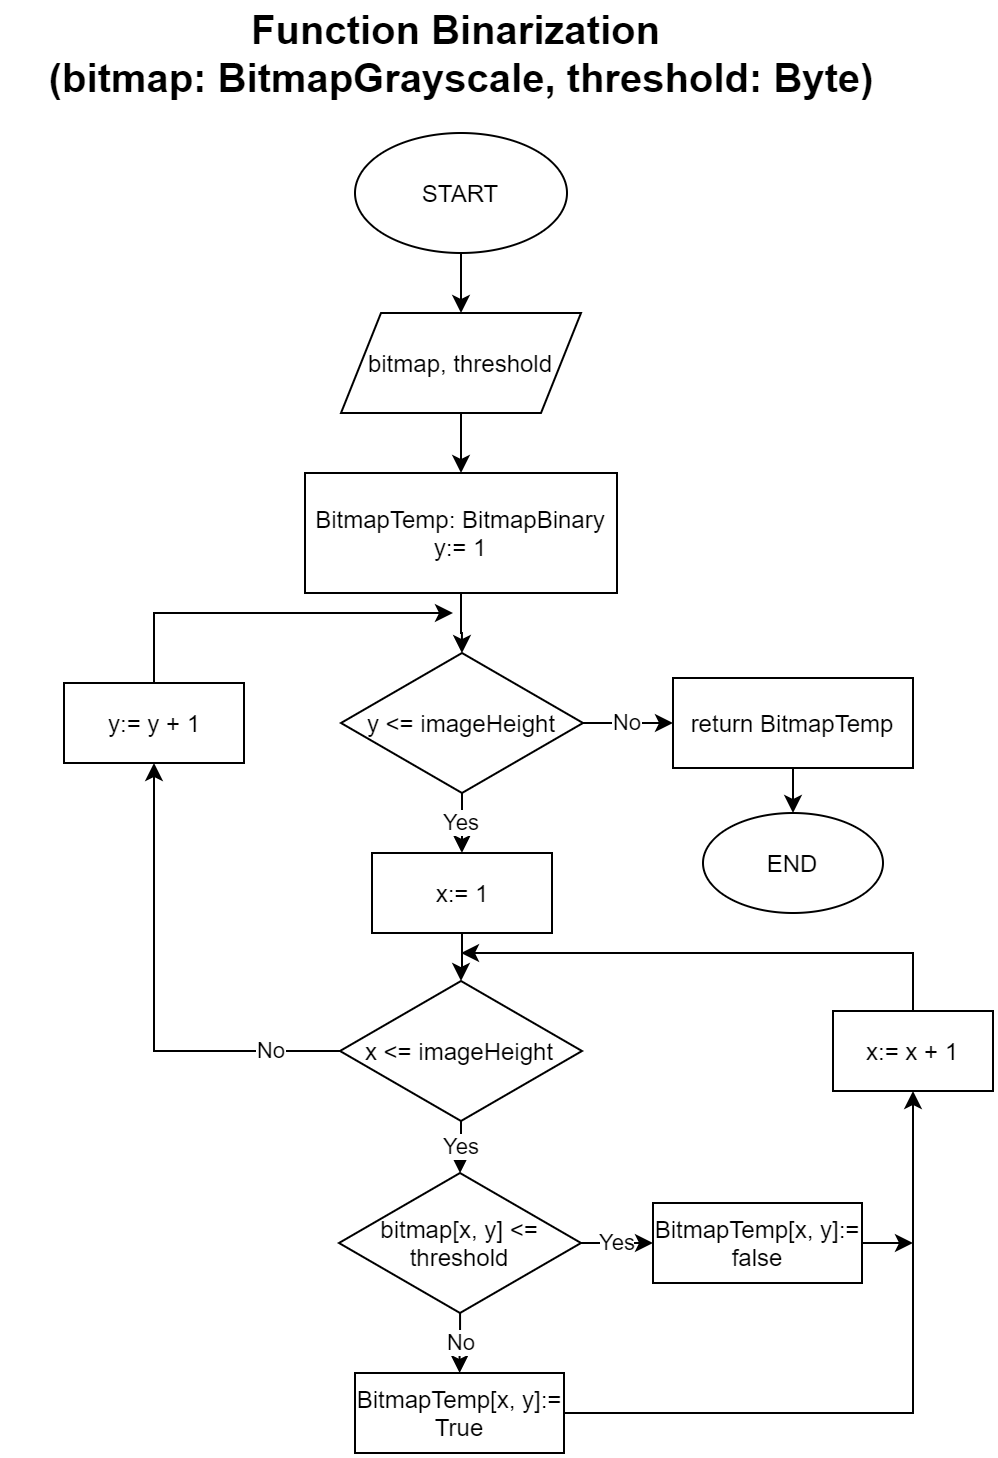 Function Binarization
(bitmap: BitmapGrayscale, threshold: Byte)
START
bitmap, threshold
BitmapTemp: BitmapBinary
y:= 1
y:= y + 1
y <= imageHeight
No
return BitmapTemp
Yes
END
x:= 1
No
x <= imageHeight
x:= x + 1
Yes
bitmap[x, y] <=
threshold
Yes
BitmapTemp[x, y]:=
false
No
BitmapTemp[x, y]:=
True